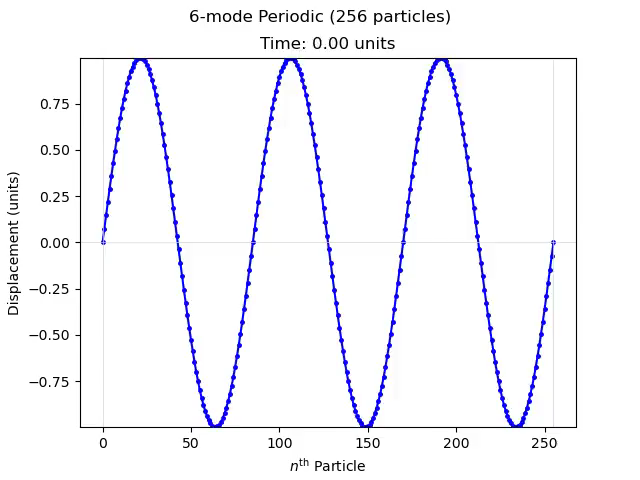 6-mode Periodic (256 particles)
Time: 0.00 units
0.75
0.50
0.25
0.00
−0.25
−0.50
−0.75
Displacement (units)
0 50 100 150 200 250
nth Particle